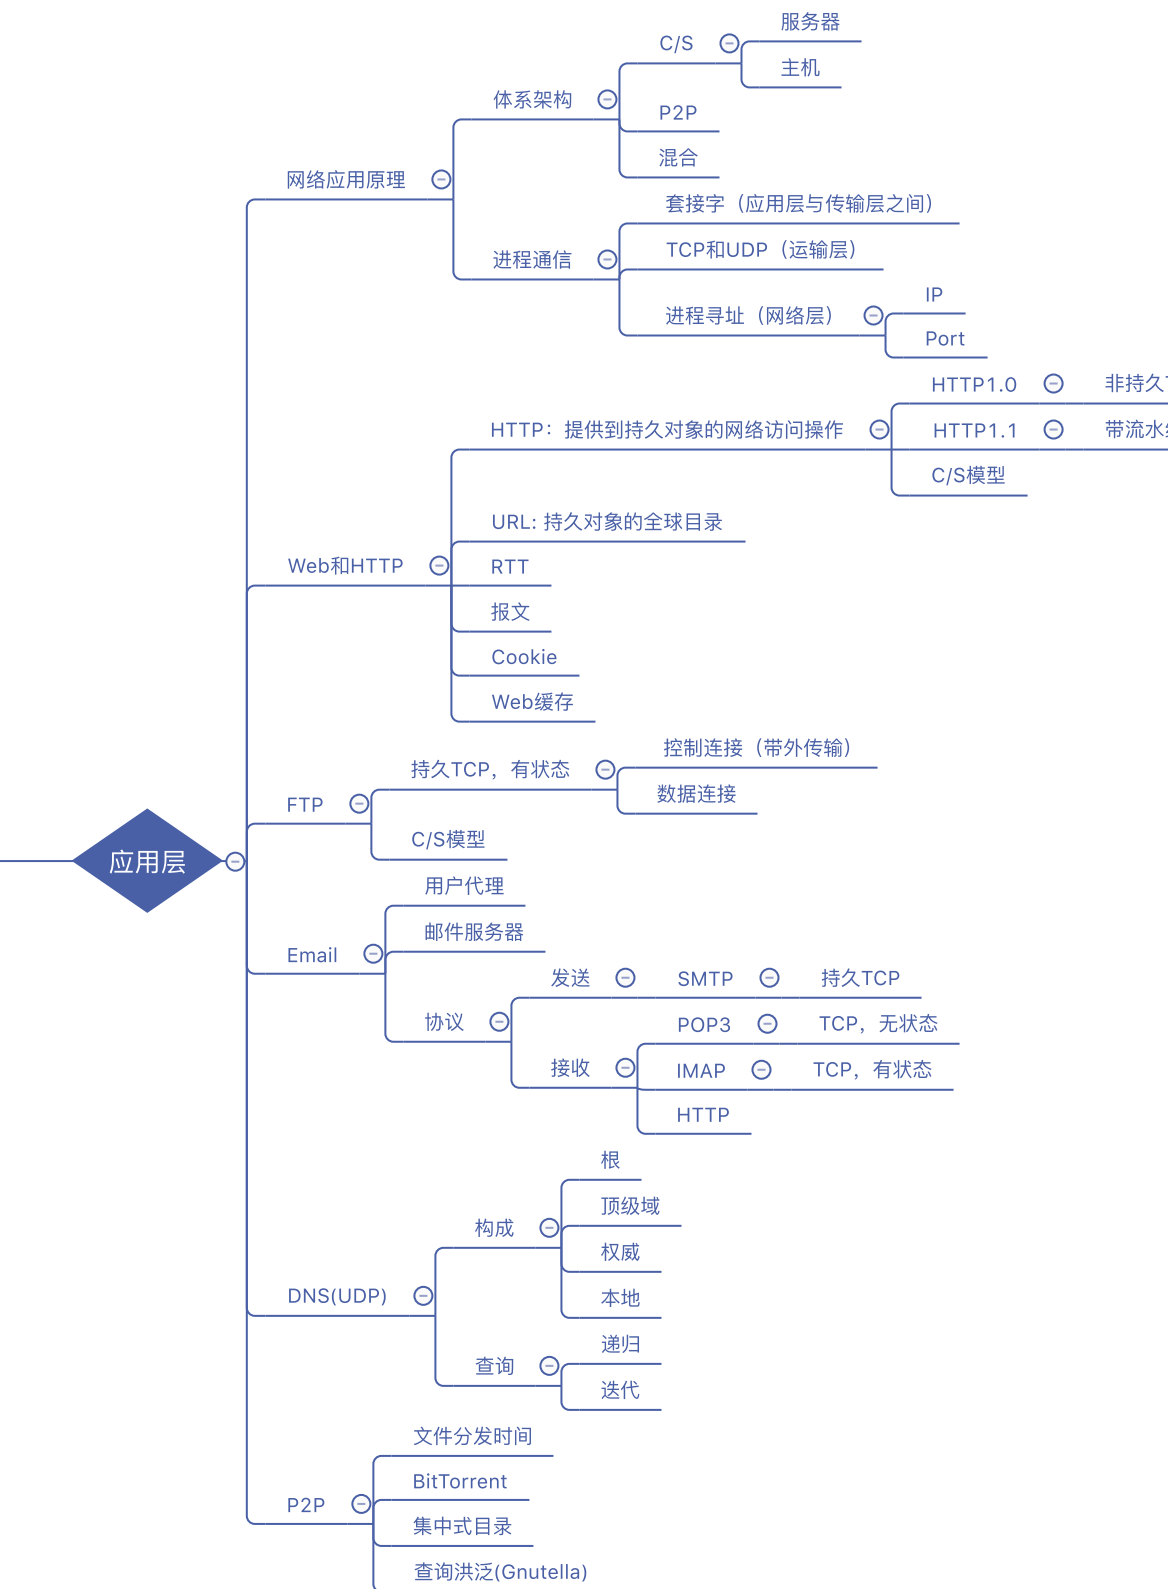 应用层
网络应用原理
体系架构
C/S
服务器
主机
P2P
混合
进程通信
套接字（应用层与传输层之间）
TCP和UDP（运输层）
进程寻址（网络层）
IP
Port
Web和HTTP
HTTP：提供到持久对象的网络访问操作
HTTP1.0
非持久
HTTP1.1
带流水
C/S模型
URL: 持久对象的全球目录
RTT
报文
Cookie
Web缓存
FTP
持久TCP，有状态
控制连接（带外传输）
数据连接
C/S模型
Email
用户代理
邮件服务器
协议
发送
SMTP
持久TCP
接收
POP3
TCP，无状态
IMAP
TCP，有状态
HTTP
DNS(UDP)
构成
根
顶级域
权威
本地
查询
递归
迭代
P2P
文件分发时间
BitTorrent
集中式目录
查询洪泛(Gnutella)